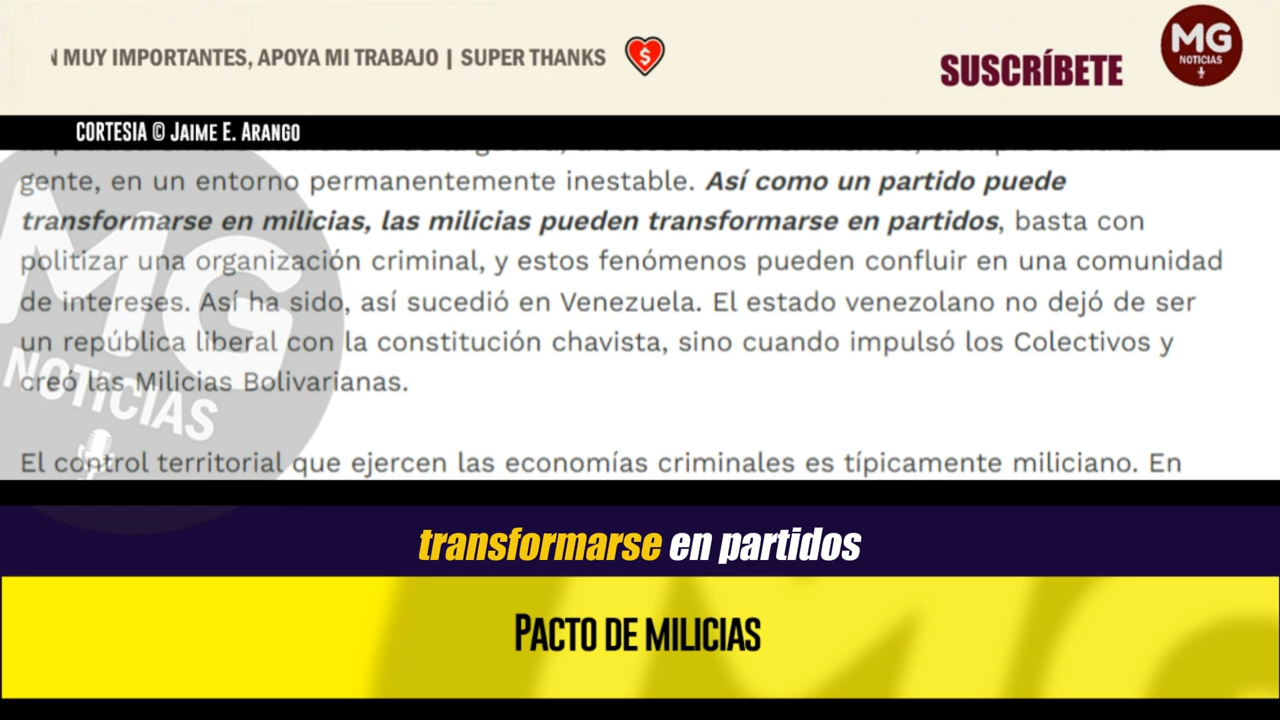 MUY IMPORTANTES, APOYA MI TRABAJO | SUPER THANKS
$
SUSCRÍBETE
MG
NOTICIAS
CORTESIA © JAIME E. ARANGO
gente, en un entorno permanentemente inestable. Así como un partido puede
transformarse en milicias, las milicias pueden transformarse en partidos, basta con
politizar una organización criminal, y estos fenómenos pueden confluir en una comunidad
de intereses. Así ha sido, así sucedió en Venezuela. El estado venezolano no dejó de ser
un república liberal con la constitución chavista, sino cuando impulsó los Colectivos y
creó las Milicias Bolivarianas.
El control territorial que ejercen las economías criminales es típicamente miliciano. En
MG
NOTICIAS
transformarse en partidos
PACTO DE MILICIAS